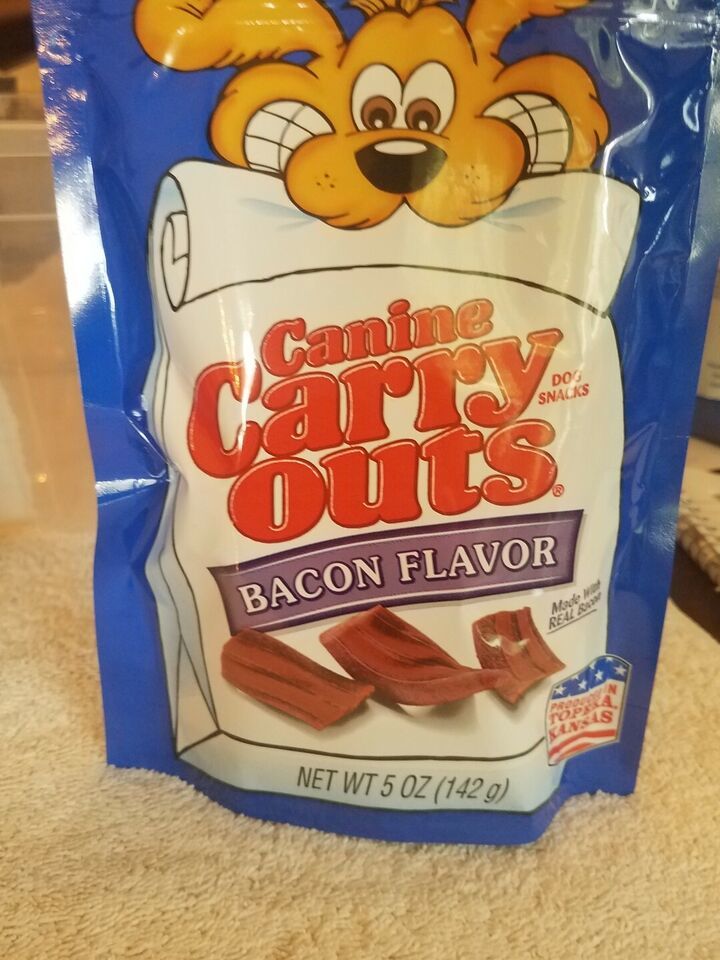 Canine
Carry
Outs®
DOG
SNACKS
BACON FLAVOR
Made With
REAL Bacon
PRODUCED IN
TOPEKA,
KANSAS
NET WT 5 OZ (142 g)